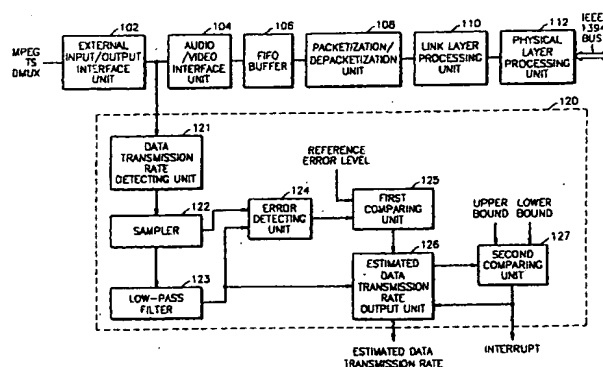 102
104
106
108
110
112
IEEE
1394
BUS
MPEG
TS
DMUX
EXTERNAL
INPUT/OUTPUT
INTERFACE
UNIT
AUDIO
/VIDEO
INTERFACE
UNIT
FIFO
BUFFER
PACKETIZATION/
DEPACKETIZATION
UNIT
LINK LAYER
PROCESSING
UNIT
PHYSICAL
LAYER
PROCESSING
UNIT
120
121
DATA
TRANSMISSION
RATE
DETECTING UNIT
REFERENCE
ERROR LEVEL
122
SAMPLER
124
ERROR
DETECTING
UNIT
125
FIRST
COMPARING
UNIT
UPPER
BOUND
LOWER
BOUND
123
LOW-PASS
FILTER
126
ESTIMATED
DATA
TRANSMISSION
RATE
OUTPUT UNIT
127
SECOND
COMPARING
UNIT
ESTIMATED DATA
TRANSMISSION RATE
INTERRUPT